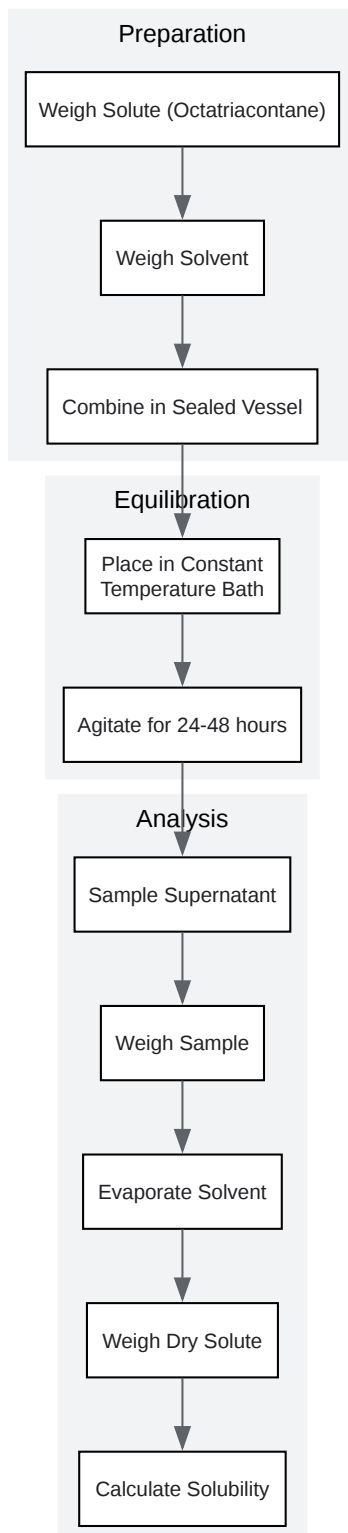 Preparation
Weigh Solute (Octatriacontane)
Weigh Solvent
Combine in Sealed Vessel
Equilibration
Place in Constant
Temperature Bath
Agitate for 24-48 hours
Analysis
Sample Supernatant
Weigh Sample
Evaporate Solvent
Weigh Dry Solute
Calculate Solubility